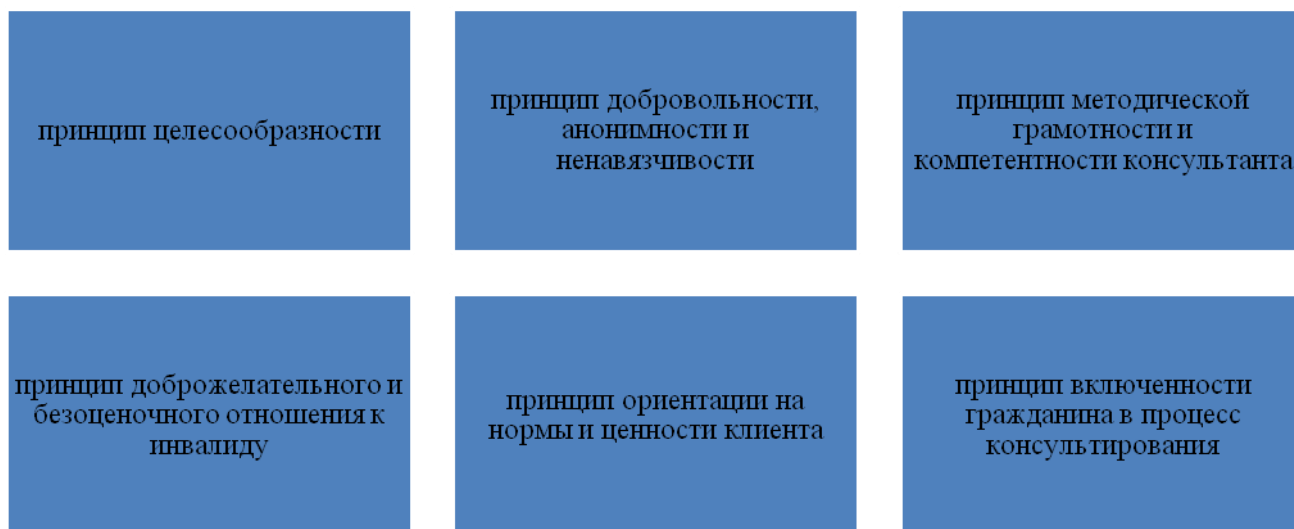 принцип целесообразности
принцип добровольности,
анонимности и
ненавязчивости
принцип методической
грамотности и
компетентности консультанта
принцип доброжелательного и
безоценочного отношения к
инвалиду
принцип ориентации на
нормы и ценности клиента
принцип включенности
гражданина в процесс
консультирования